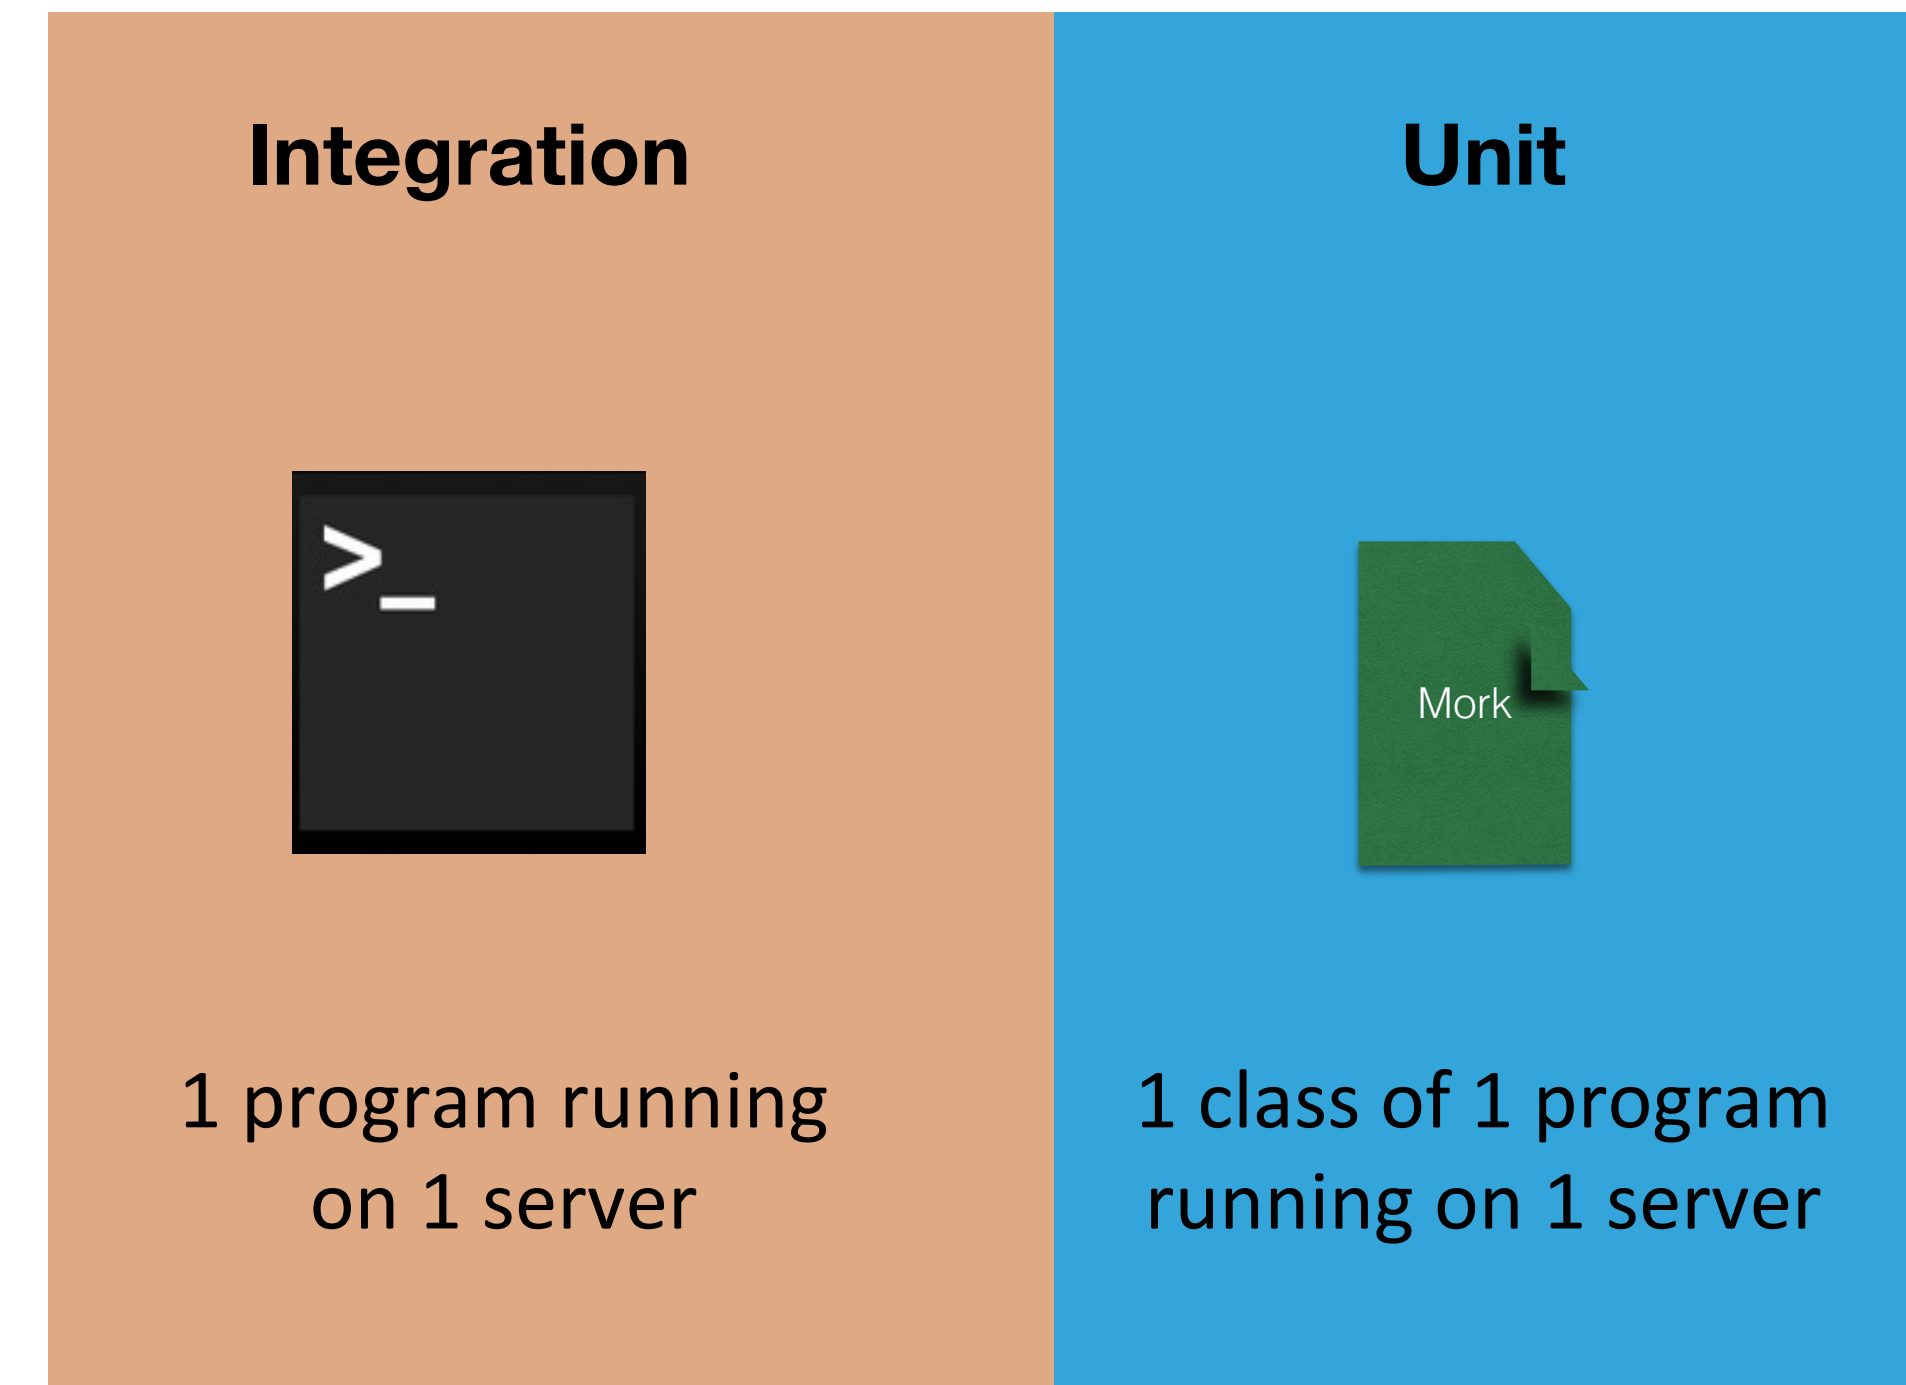 Integration
>_
1 program running
on 1 server
Unit
Mork
1 class of 1 program
running on 1 server